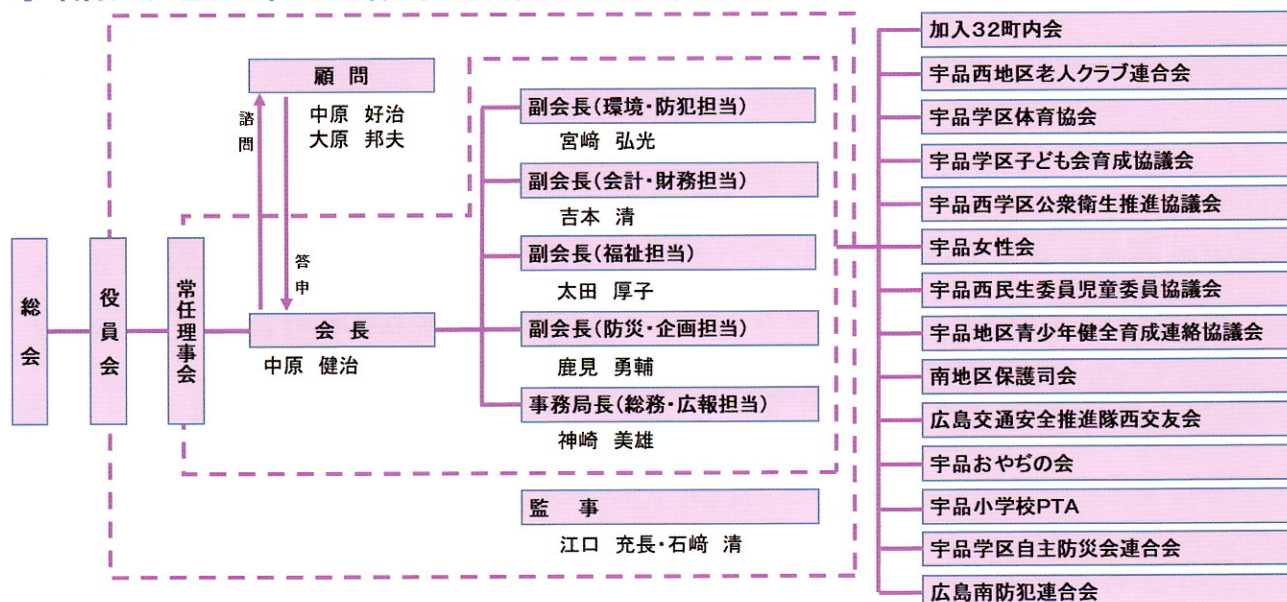 総会
役員会
常任理事会
顧問
中原 好治
大原 邦夫
諮問
答申
会長
中原 健治
副会長(環境・防犯担当)
宮﨑 弘光
副会長(会計・財務担当)
吉本 清
副会長(福祉担当)
太田 厚子
副会長(防災・企画担当)
鹿見 勇輔
事務局長(総務・広報担当)
神崎 美雄
監 事
江口 充長・石﨑 清
加入32町内会
宇品西地区老人クラブ連合会
宇品学区体育協会
宇品学区子ども会育成協議会
宇品西学区公衆衛生推進協議会
宇品女性会
宇品西民生委員児童委員協議会
宇品地区青少年健全育成連絡協議会
南地区保護司会
広島交通安全推進隊西交友会
宇品おやぢの会
宇品小学校PTA
宇品学区自主防災会連合会
広島南防犯連合会